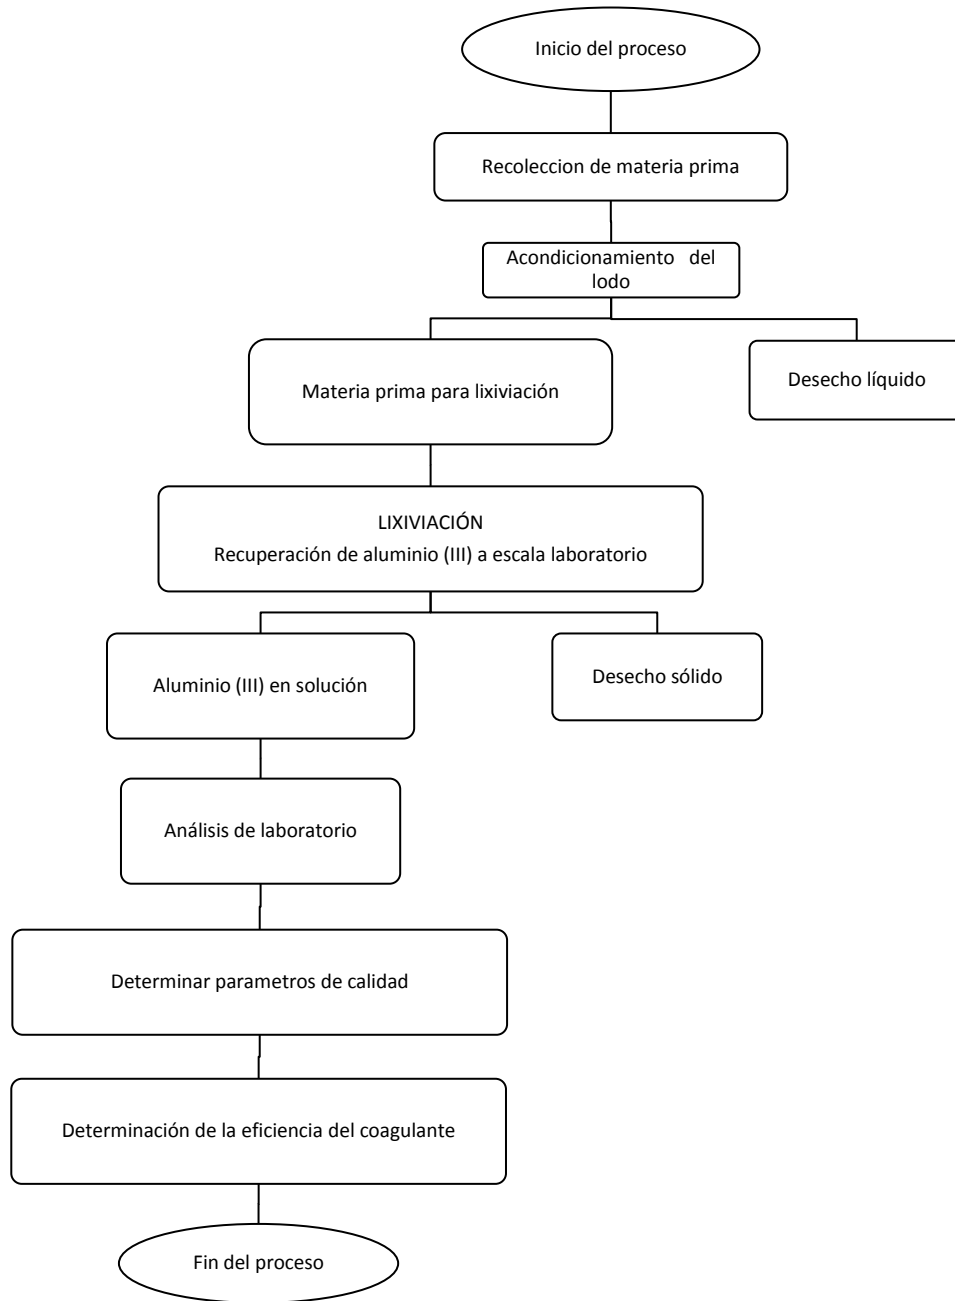 Inicio del proceso
Recoleccion de materia prima
Acondicionamiento del
lodo
Materia prima para lixiviación
Desecho líquido
LIXIVIACIÓN
Recuperación de aluminio (III) a escala laboratorio
Aluminio (III) en solución
Desecho sólido
Análisis de laboratorio
Determinar parametros de calidad
Determinación de la eficiencia del coagulante
Fin del proceso